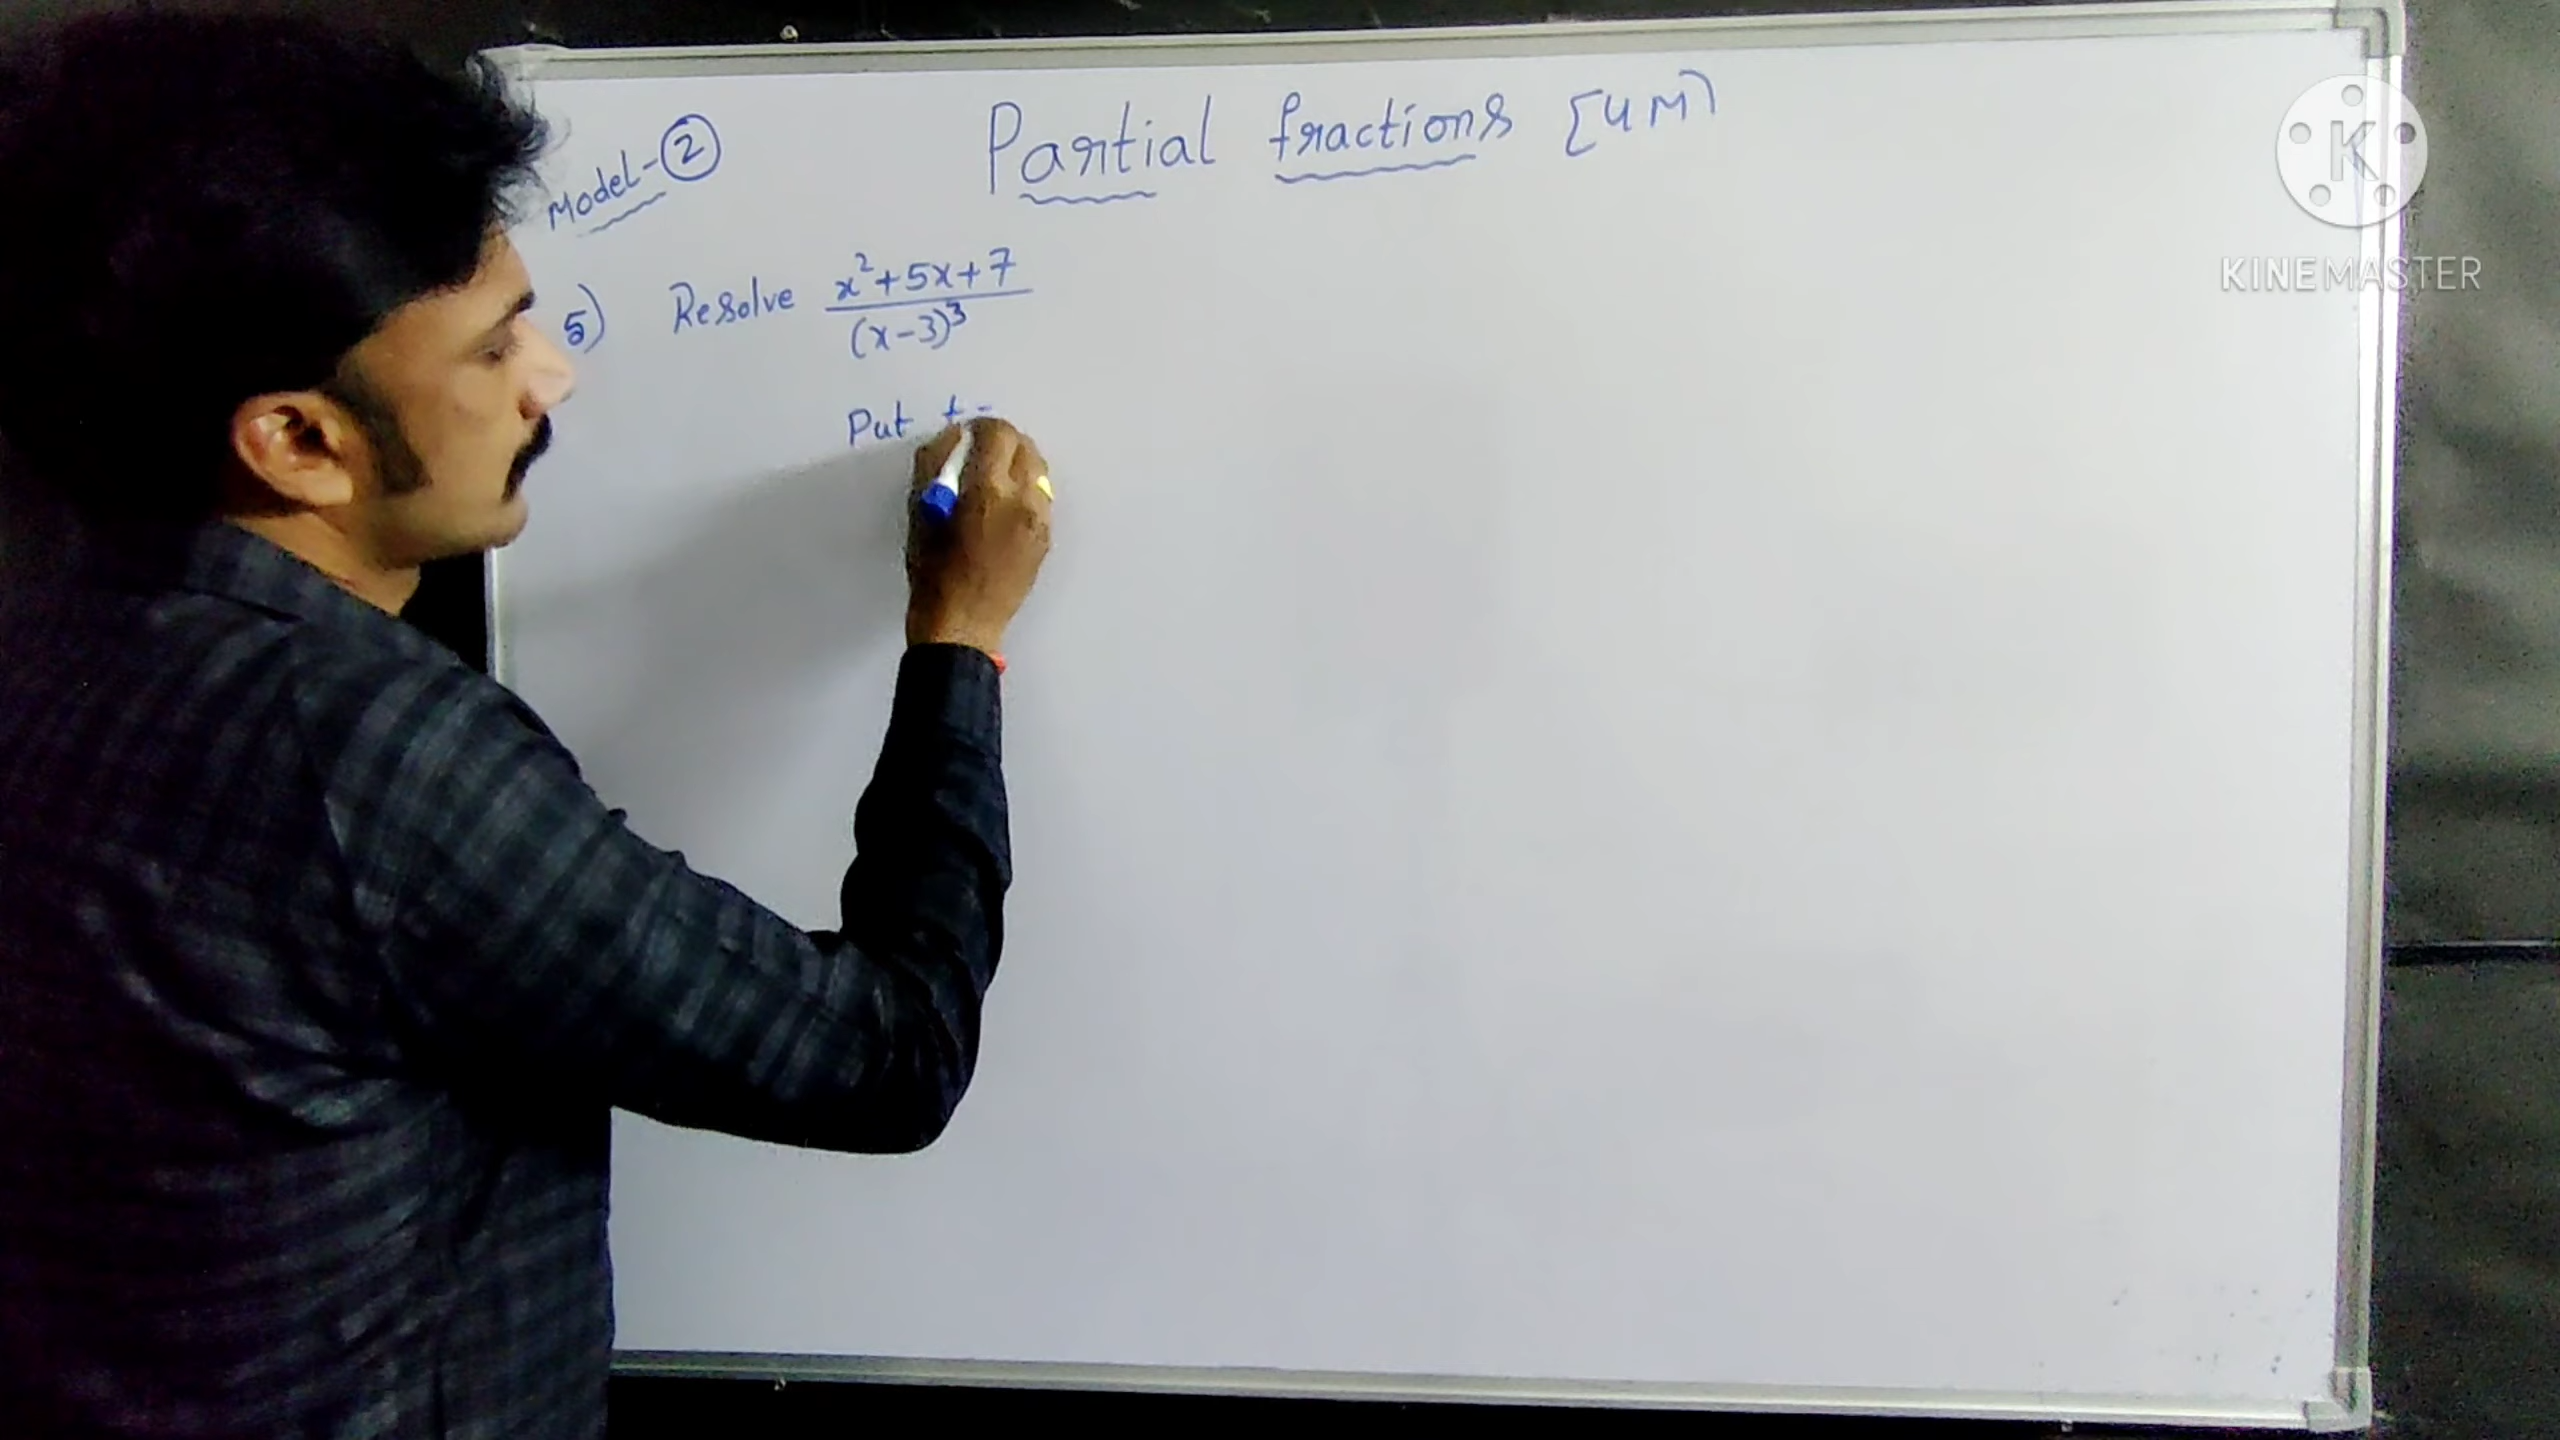 Partial fractions [4M]
Model-②
5) Resolve x²+5x+7
(x-3)³
Put t=
K
KINEMASTER